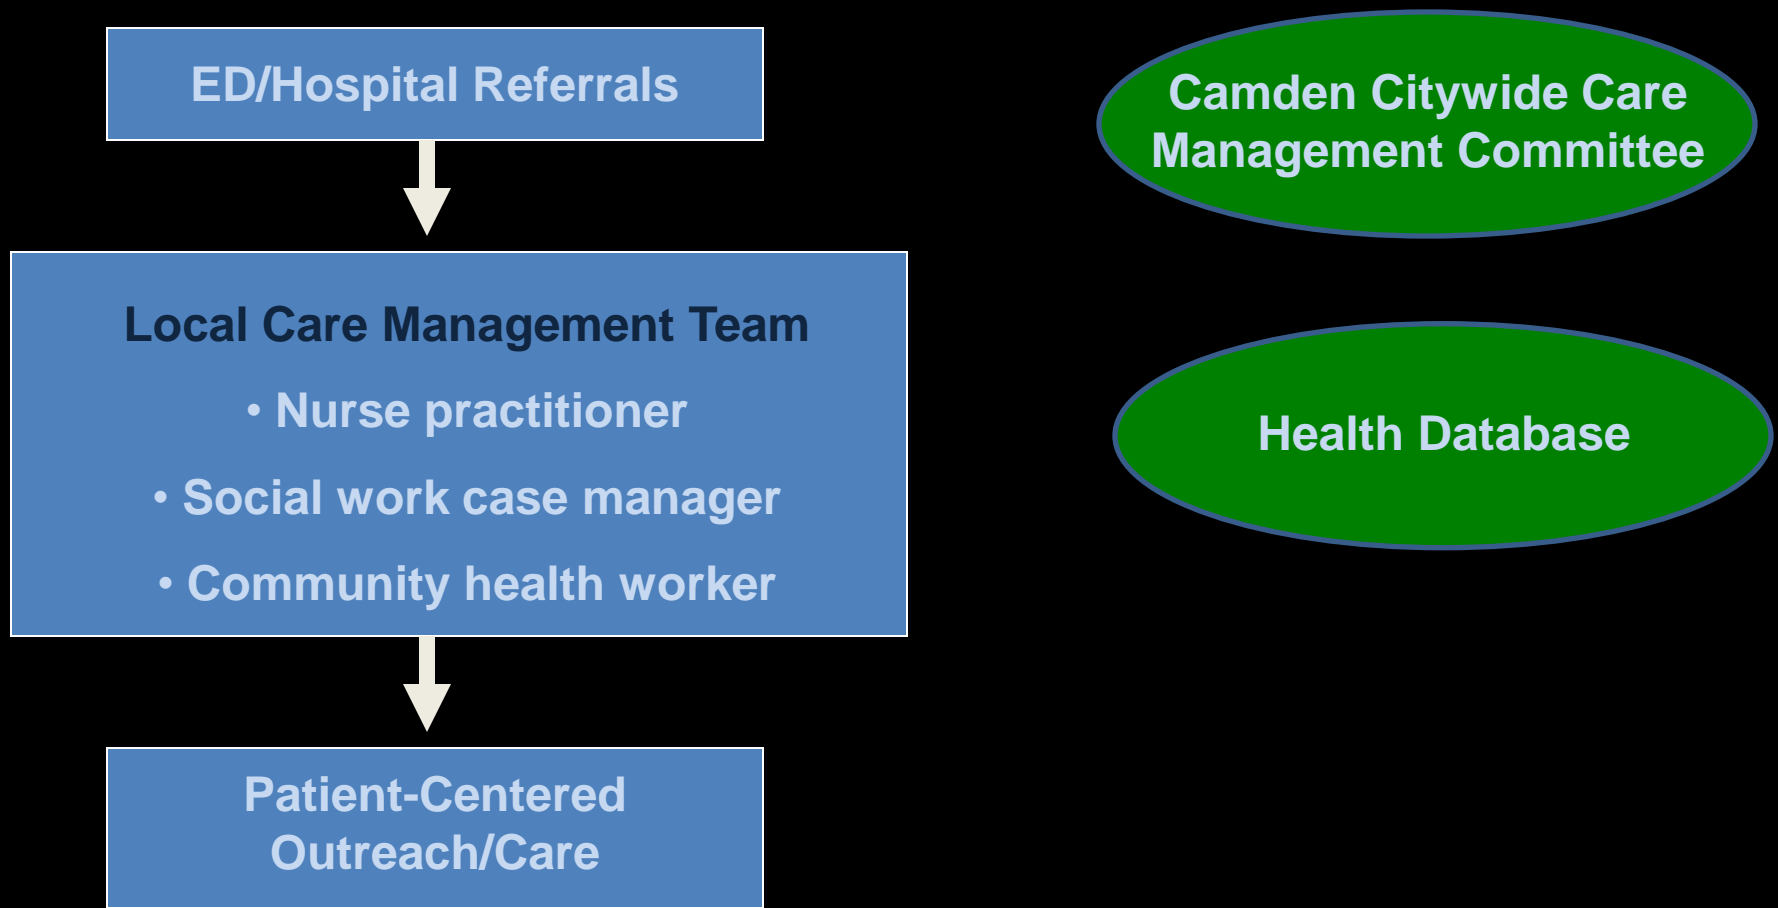 ED/Hospital Referrals
Local Care Management Team
• Nurse practitioner
• Social work case manager
• Community health worker
Patient-Centered
Outreach/Care
Camden Citywide Care
Management Committee
Health Database